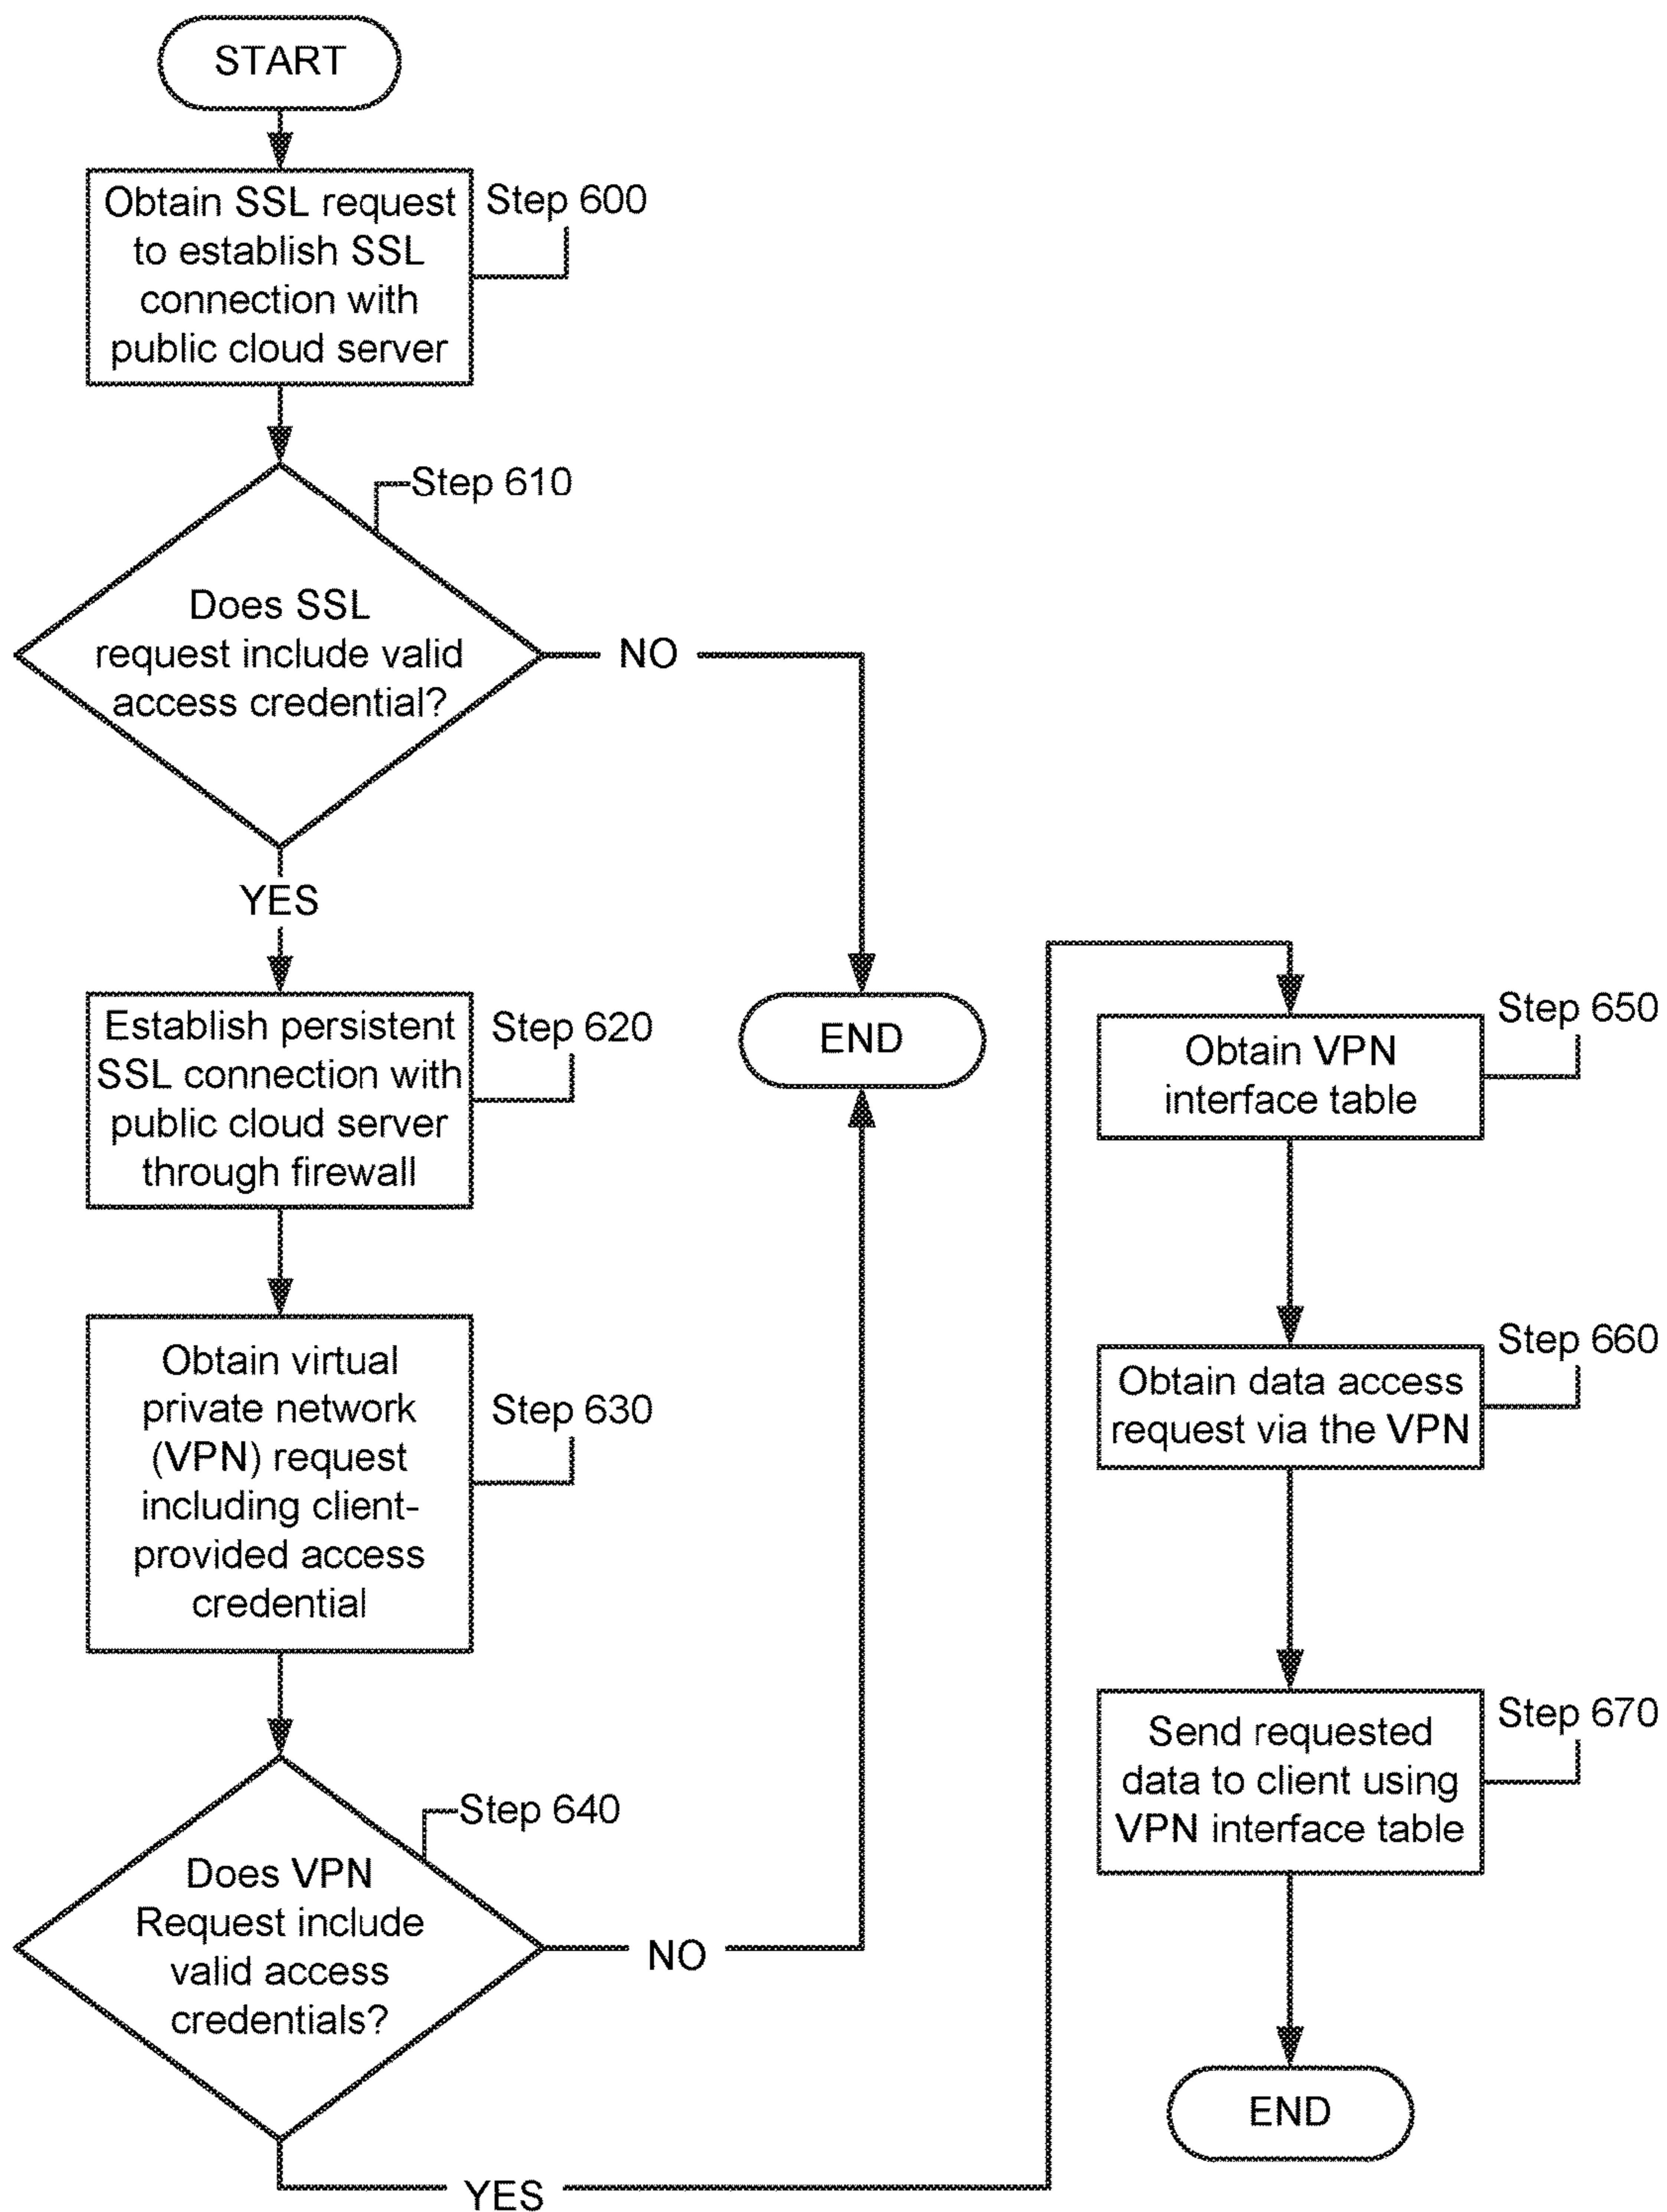 START
Obtain SSL request
to establish SSL
connection with
public cloud server
Step 600
Step 610
Does SSL
request include valid
access credential?
NO
YES
Establish persistent
SSL connection with
public cloud server
through firewall
Step 620
END
Obtain virtual
private network
(VPN) request
including client-
provided access
credential
Step 630
Step 640
Does VPN
Request include
valid access
credentials?
NO
YES
Step 650
Obtain VPN
interface table
Step 660
Obtain data access
request via the VPN
Step 670
Send requested
data to client using
VPN interface table
END